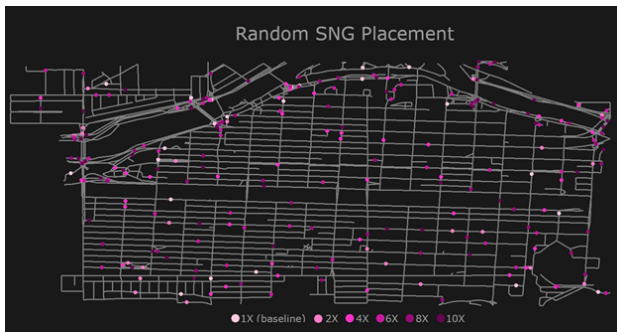 Random SNG Placement
1X (baseline) 2X 4X 6X 8X 10X